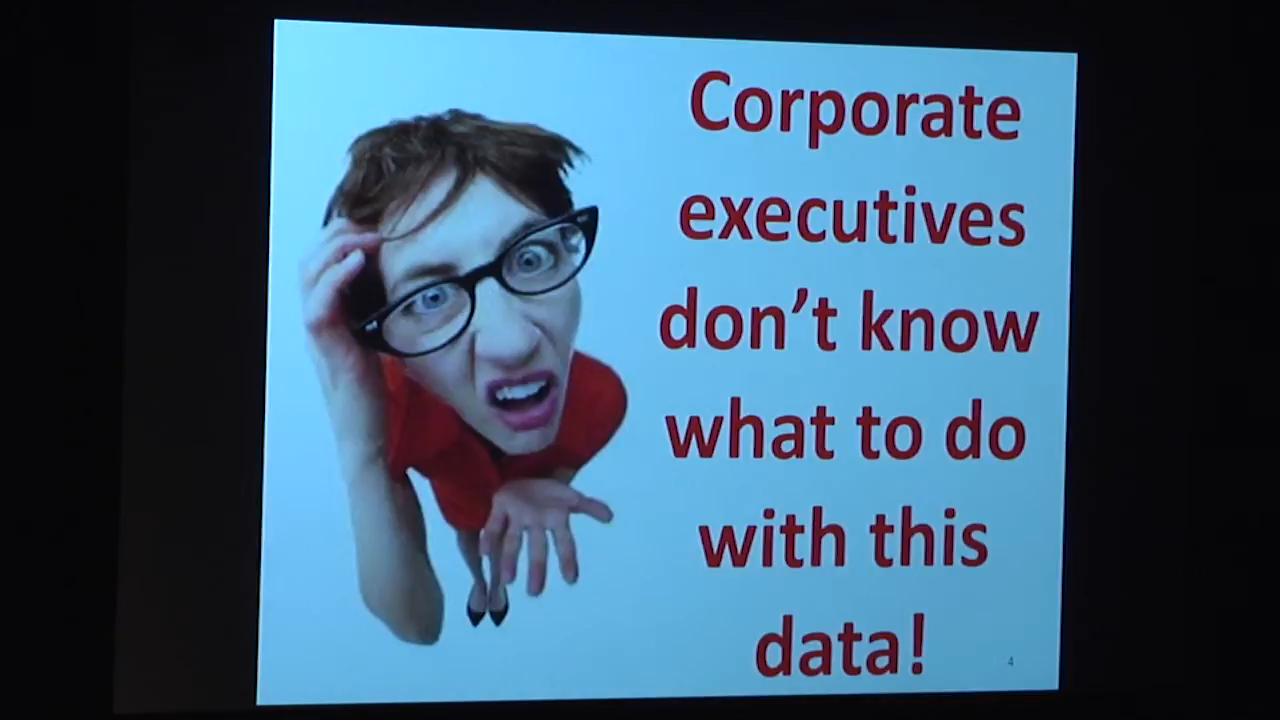 Corporate
executives
don’t know
what to do
with this
data!
4